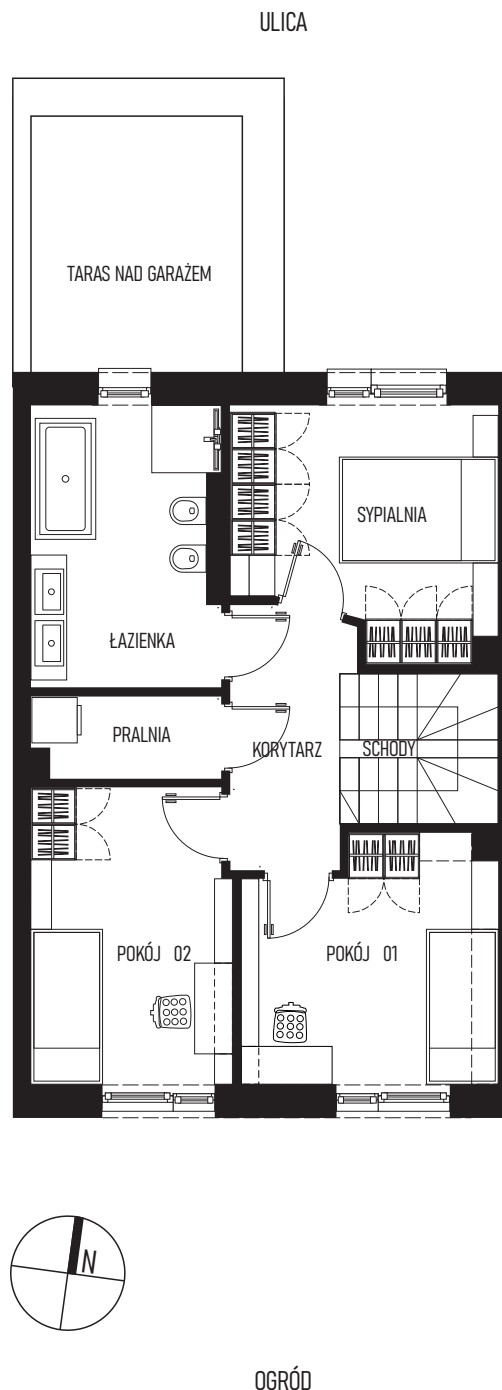 ULICA
TARAS NAD GARAŻEM
SYPIALNIA
ŁAZIENKA
PRALNIA
KORYTARZ
SCHODY
POKÓJ 02
POKÓJ 01
N
OGRÓD